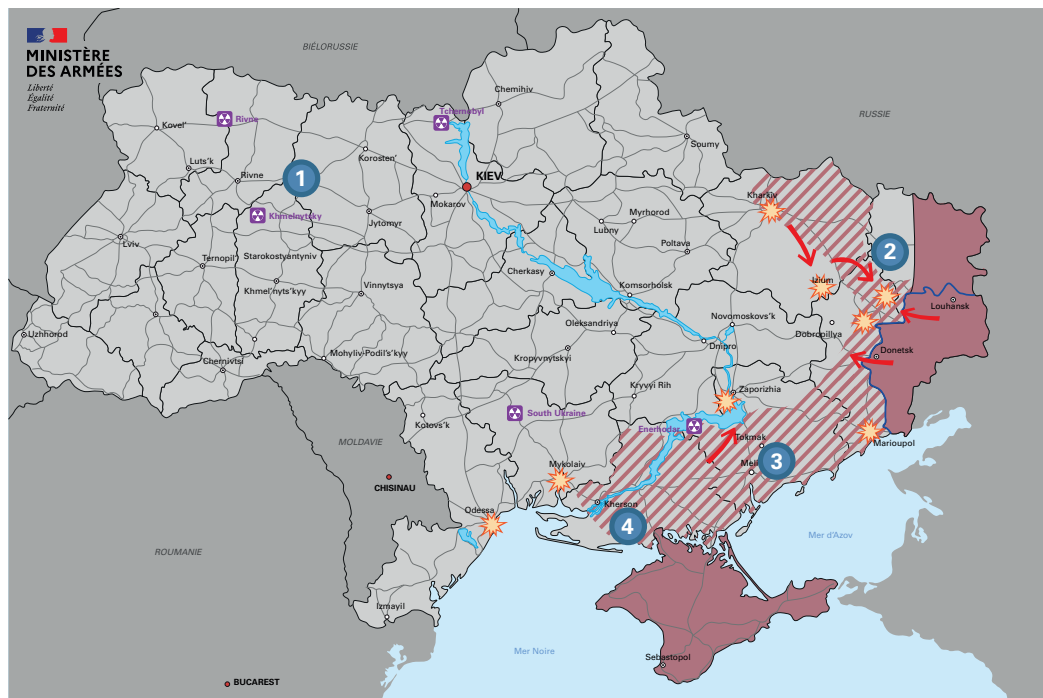 MINISTÈRE
DES ARMÉES
Liberté
Égalité
Fraternité
BIÉLORUSSIE
RUSSIE
Chernihiv
Tchernobyl
Rivne
Kovel'
Soumy
Korosten'
Luts'k
Rivne
1
KIEV
Mokarov
Kharkiv
Khmelnytsky
Jytomyr
Myrhorod
Lubny
Lviv
Poltava
2
Ternopil'
Starokostyantyniv
Cherkasy
Izium
Khmel'nyts'kyy
Vinnytsya
Komsorholsk
Louhansk
Novomoskovs'k
Oleksandriya
Uzhhorod
Dobropillya
Dnipro
Chernivtsi
Mohyliv-Podil's'kyy
Kropyvnytskyi
Donetsk
Kryvyi Rih
Zaporizhia
Kotovs'k
South Ukraine
Enerhodar
Tokmak
Marioupol
MOLDAVIE
Mykolaiv
Meli
3
CHISINAU
Kherson
Odessa
4
Mer d'Azov
ROUMANIE
Izmayil
Mer Noire
Sebastopol
BUCAREST